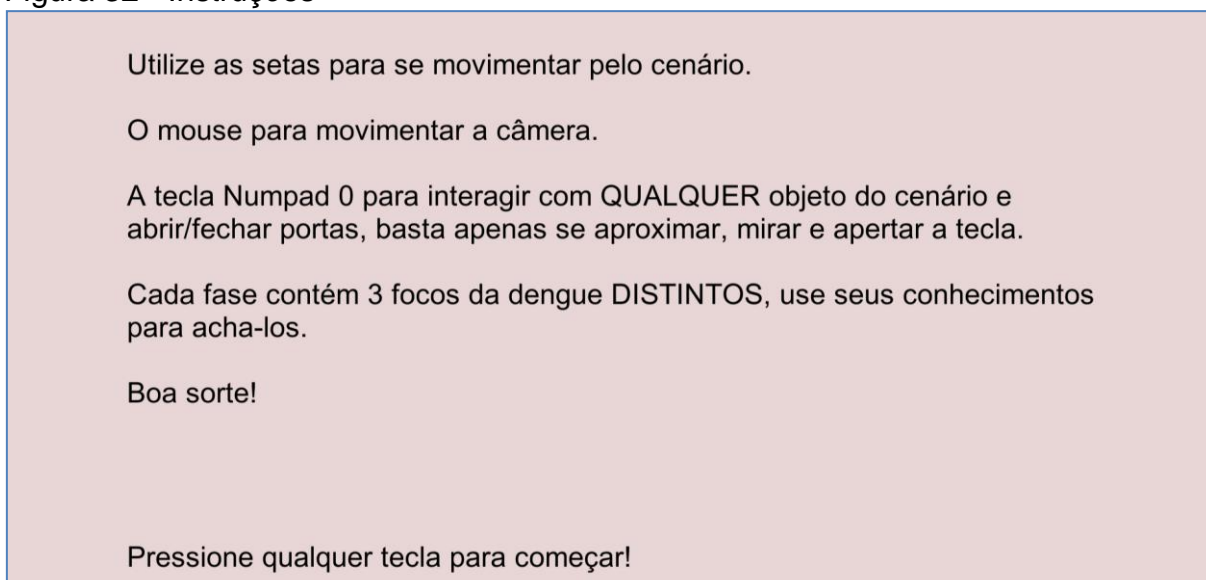 Utilize as setas para se movimentar pelo cenário.
O mouse para movimentar a câmera.
A tecla Numpad 0 para interagir com QUALQUER objeto do cenário e
abrir/fechar portas, basta apenas se aproximar, mirar e apertar a tecla.
Cada fase contém 3 focos da dengue DISTINTOS, use seus conhecimentos
para acha-los.
Boa sorte!
Pressione qualquer tecla para começar!